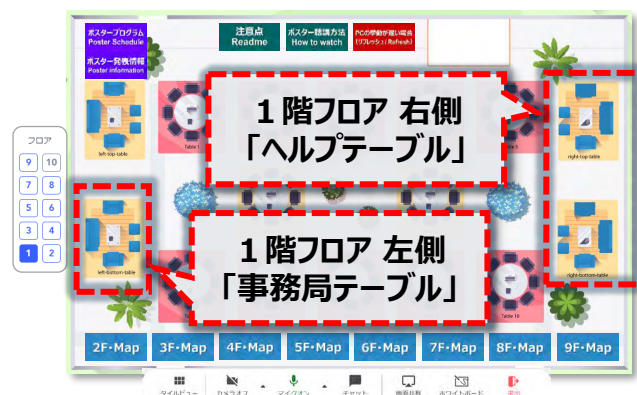 ポスタープログラム
Poster Schedule
ポスター発表情報
Poster information
注意点
Readme
ポスター聴講方法
How to watch
PCの挙動が遅い場合
(リフレッシュ/Refresh)
1階フロア 右側
「ヘルプテーブル」
left-top-table
Table 1
right-top-table
フロア
9 10
7 8
5 6
3 4
1 2
1階フロア 左側
「事務局テーブル」
left-bottom-table
Table 10
right-bottom-table
2F・Map 3F・Map 4F・Map 5F・Map 6F・Map 7F・Map 8F・Map 9F・Map
タイルビュー カメラオフ マイクオン チャット 画面共有 ホワイトボード 退出